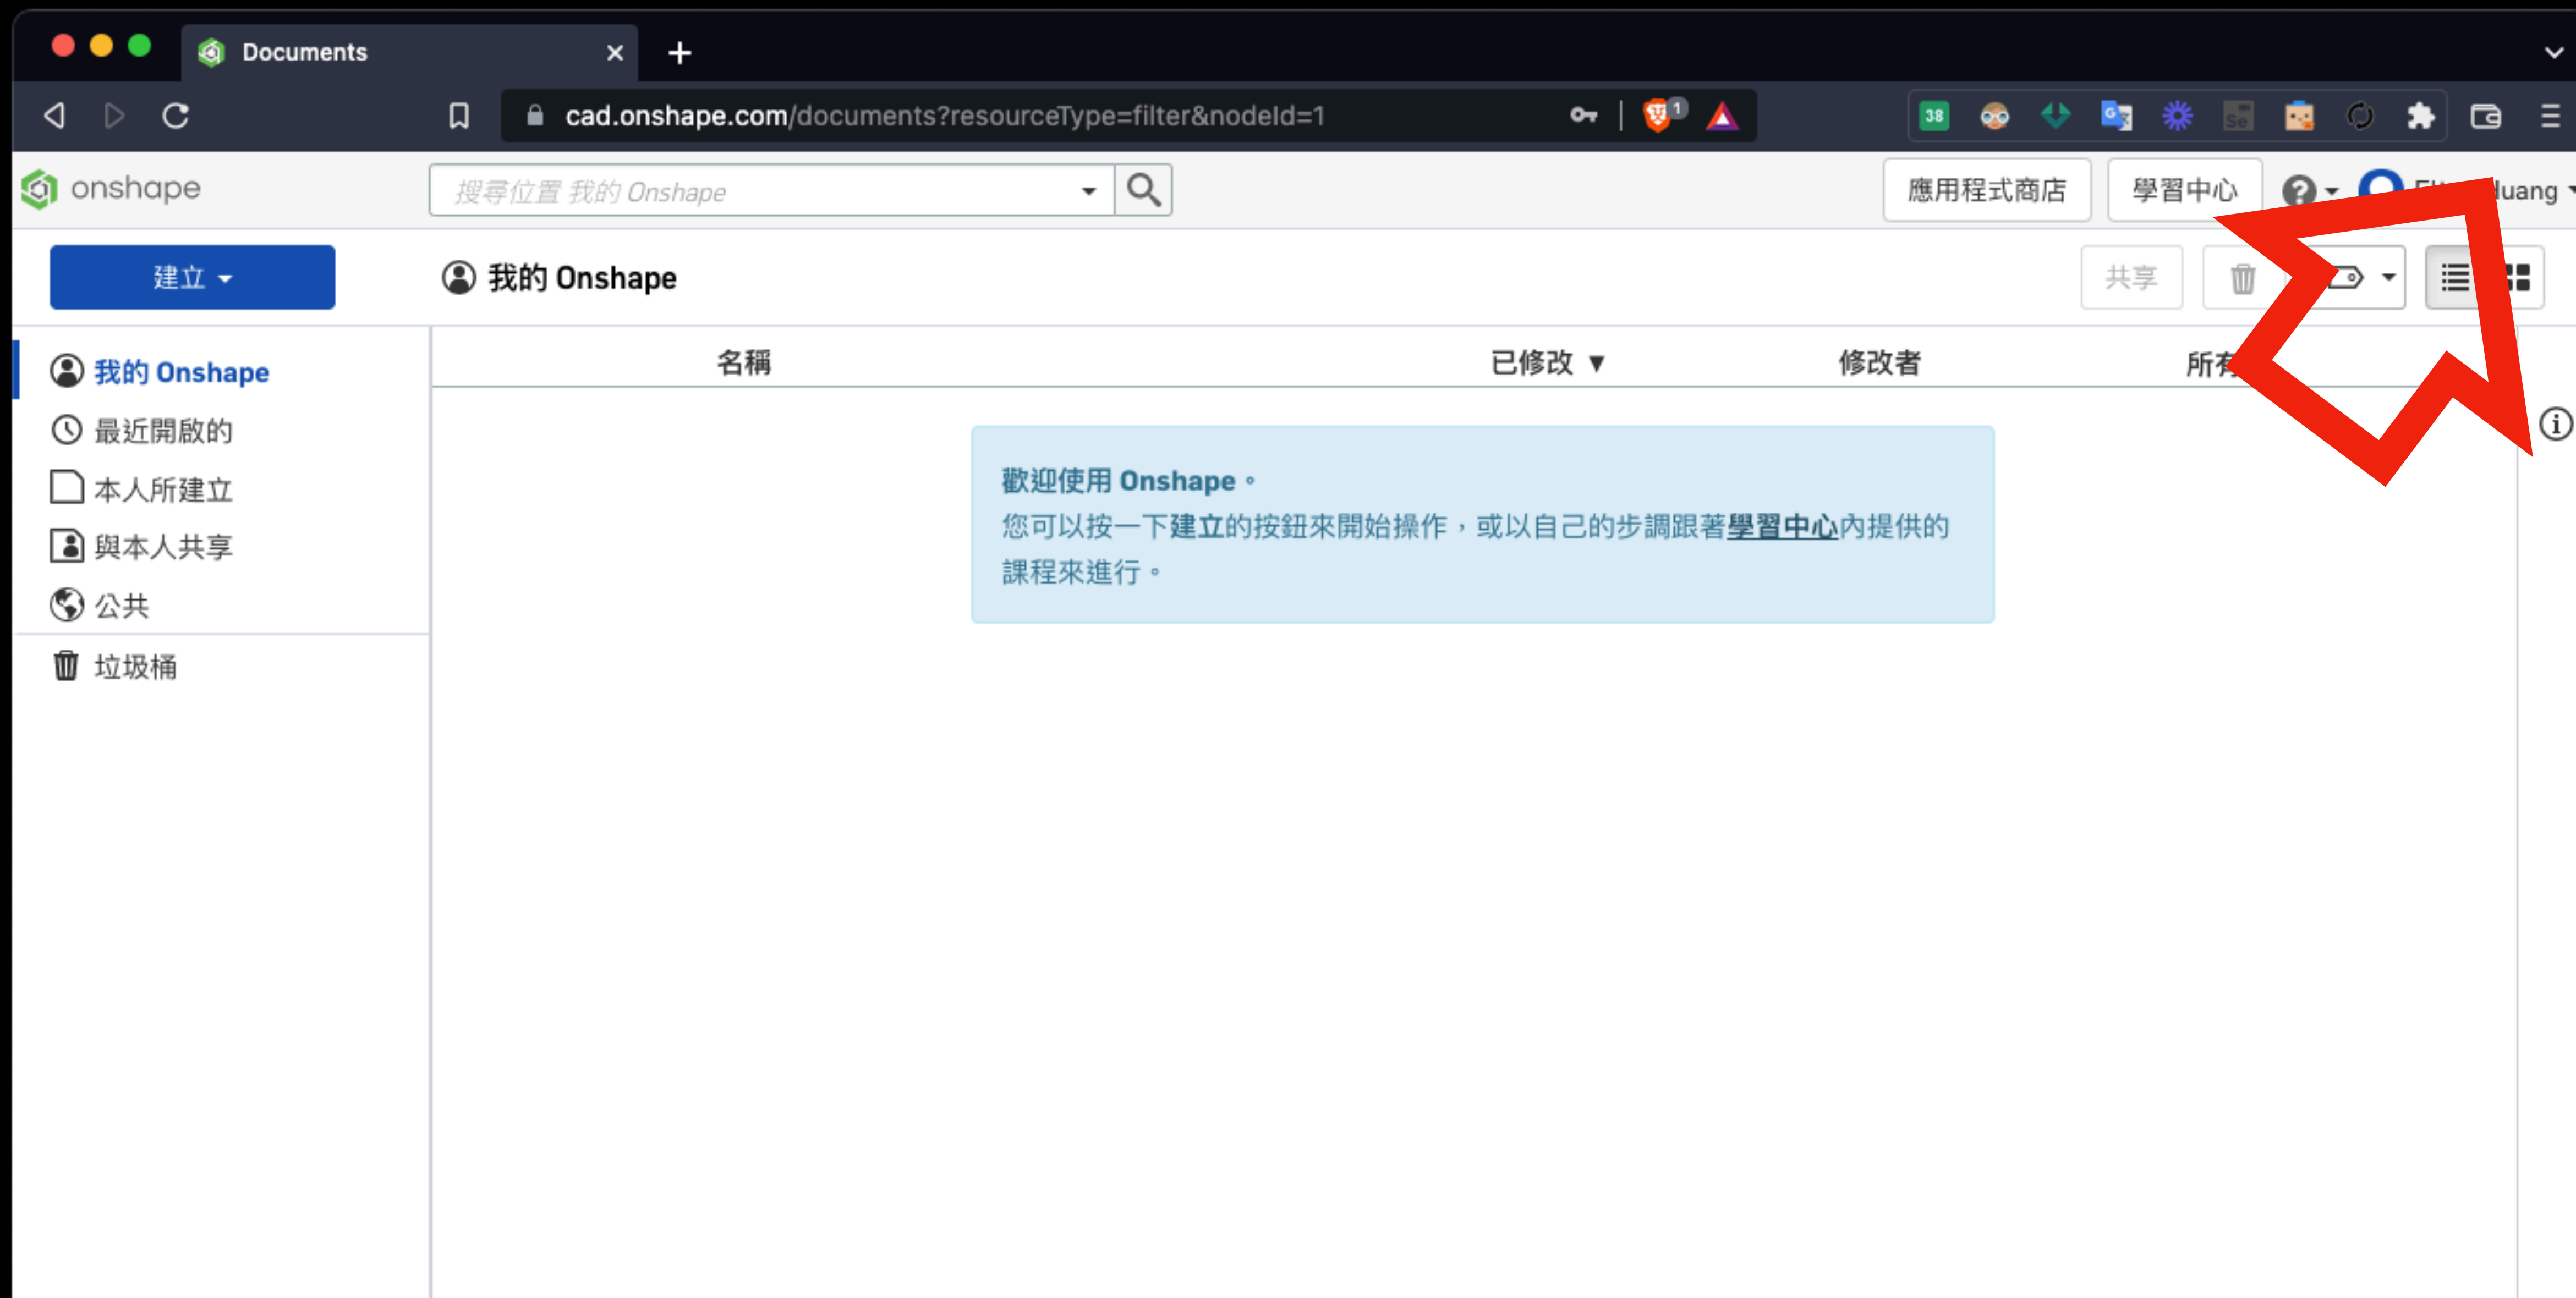 Documents
cad.onshape.com/documents?resourceType=filter&nodeId=1
1
38
Se
onshape
搜尋位置 我的 Onshape
應用程式商店
學習中心
建立
我的 Onshape
共享
我的 Onshape
最近開啟的
本人所建立
與本人共享
公共
垃圾桶
名稱
已修改 ▼
修改者
歡迎使用 Onshape。
您可以按一下建立的按鈕來開始操作，或以自己的步調跟著學習中心內提供的
課程來進行。